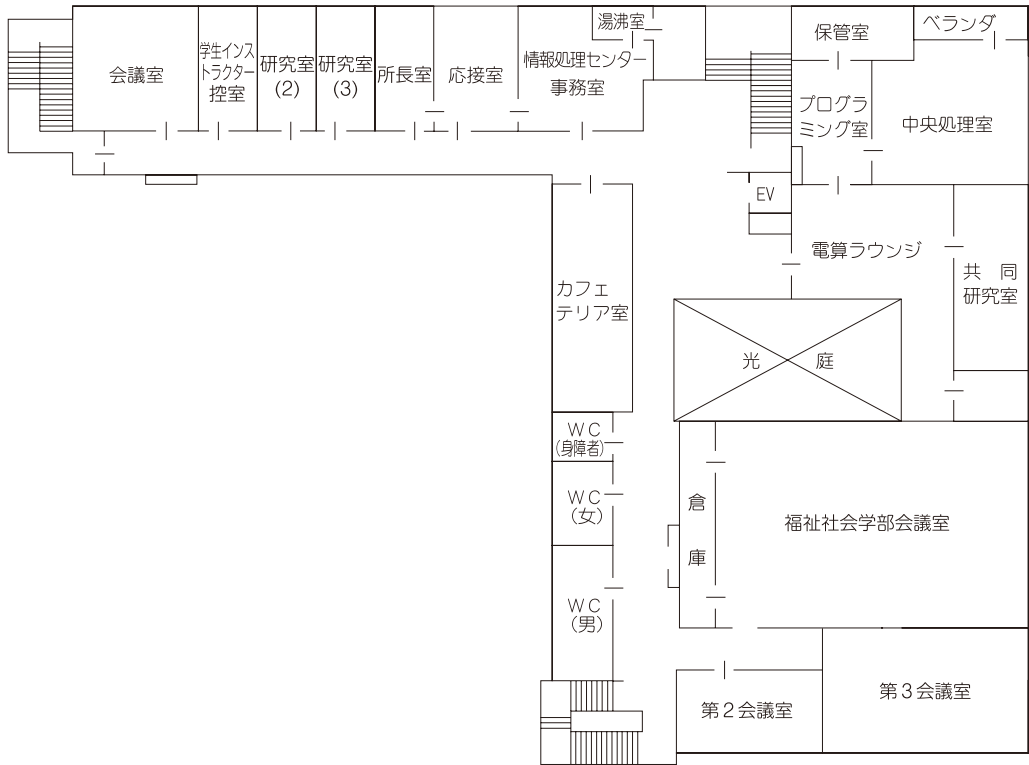 湯沸室
ベランダ
保管室
会議室
学生インス
トラクター
控室
研究室
(2)
研究室
(3)
所長室
応接室
情報処理センター
事務室
プログラ
ミング室
中央処理室
EV
電算ラウンジ
共　同
研究室
カフェ
テリア室
光　庭
ＷＣ
(身障者)
ＷＣ
(女)
倉
庫
福祉社会学部会議室
ＷＣ
(男)
第２会議室
第３会議室